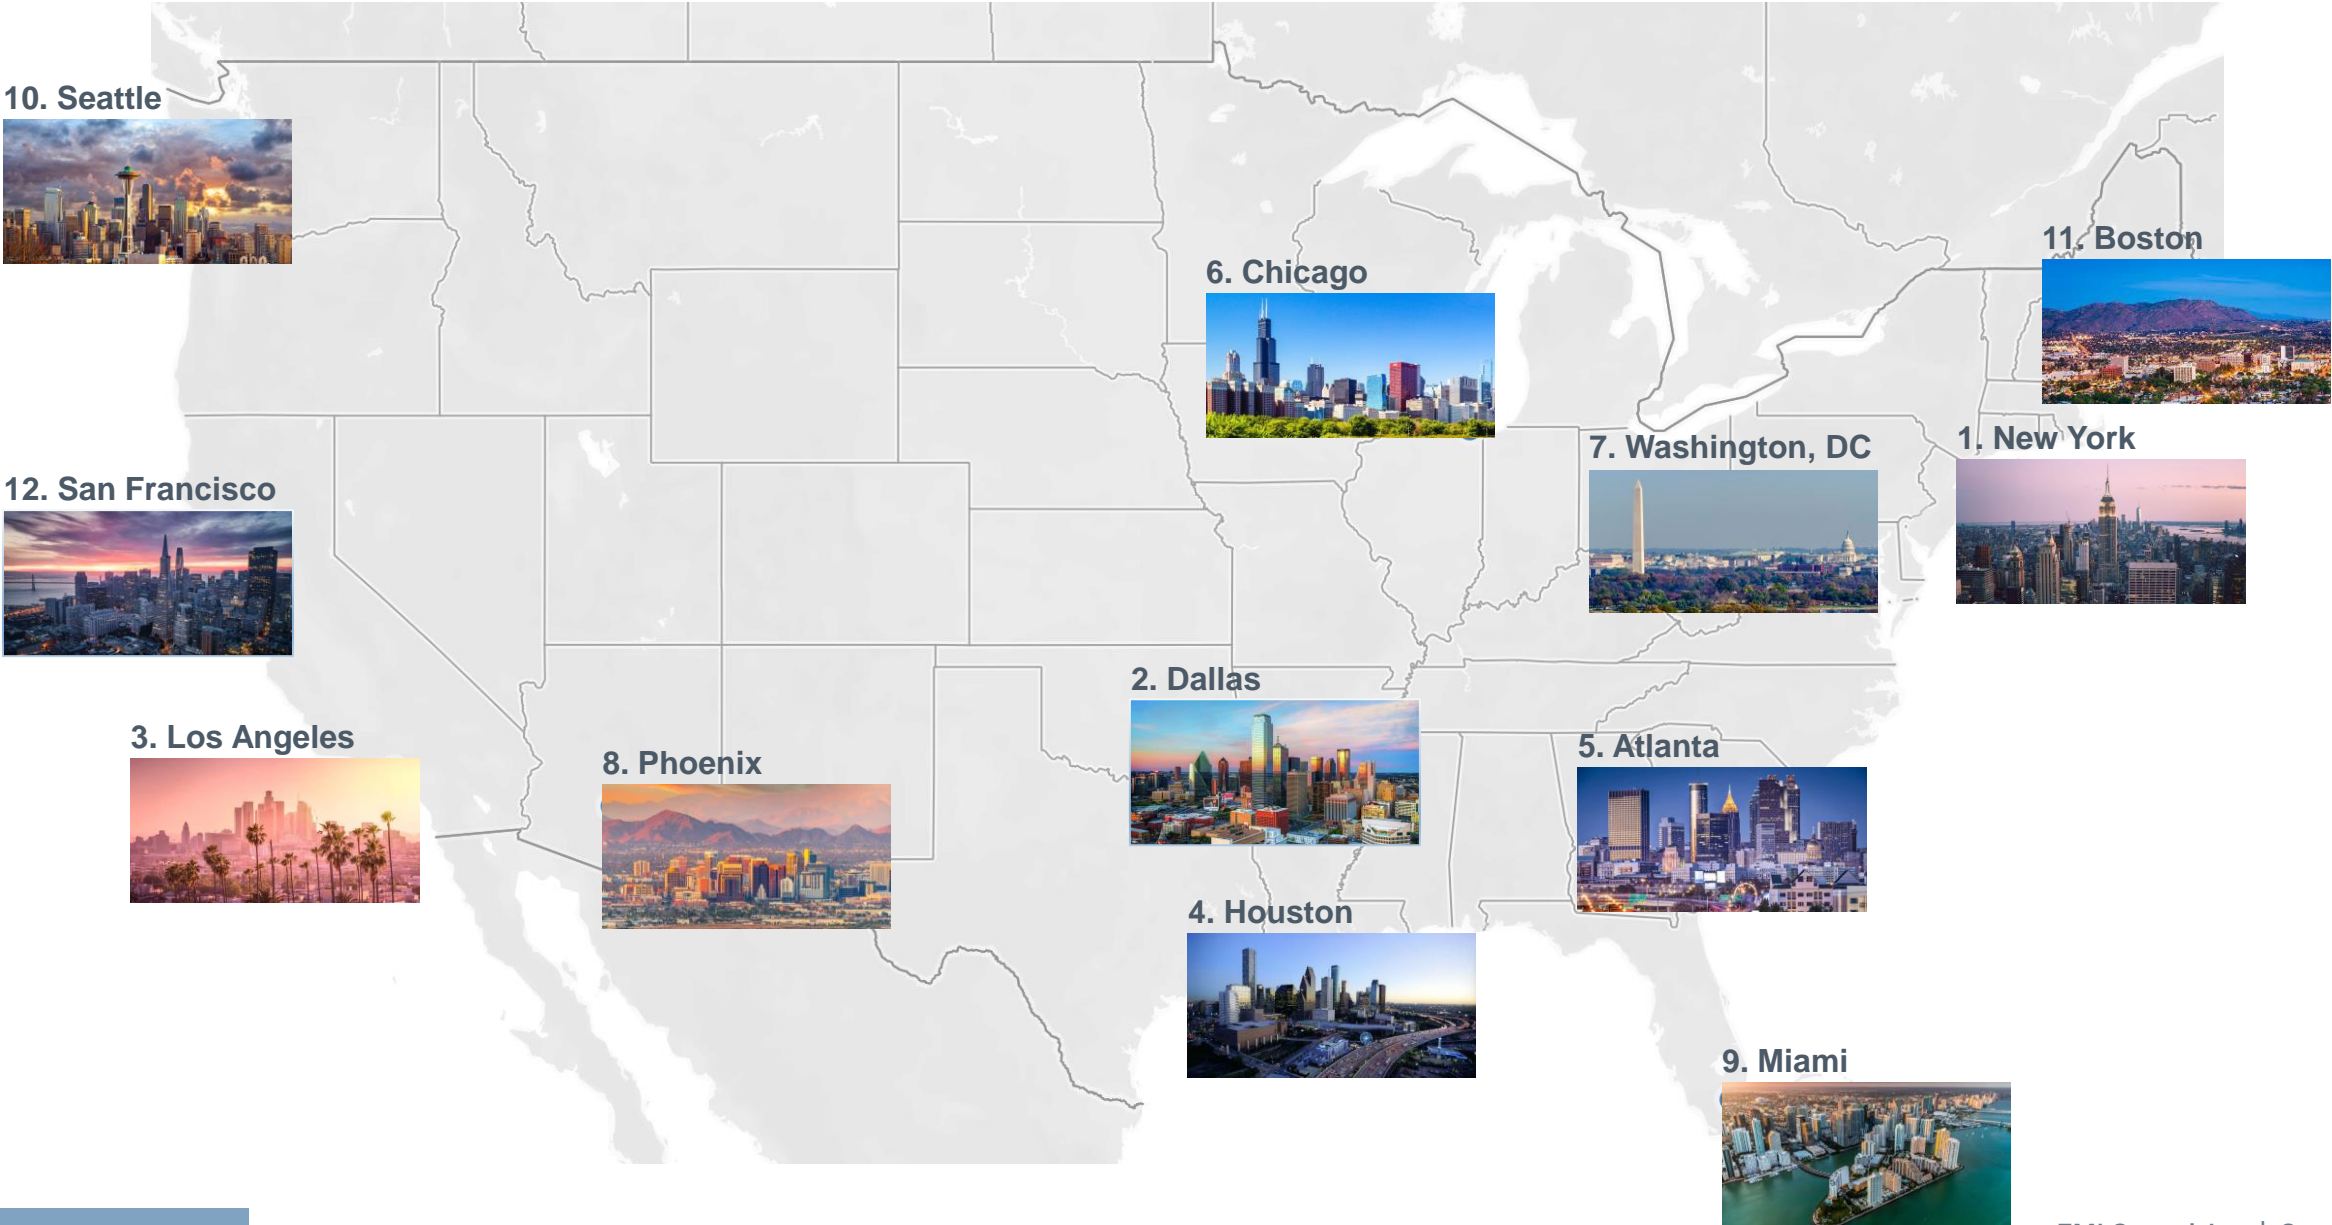 10. Seattle
11. Boston
6. Chicago
7. Washington, DC
1. New York
12. San Francisco
2. Dallas
3. Los Angeles
8. Phoenix
5. Atlanta
4. Houston
9. Miami